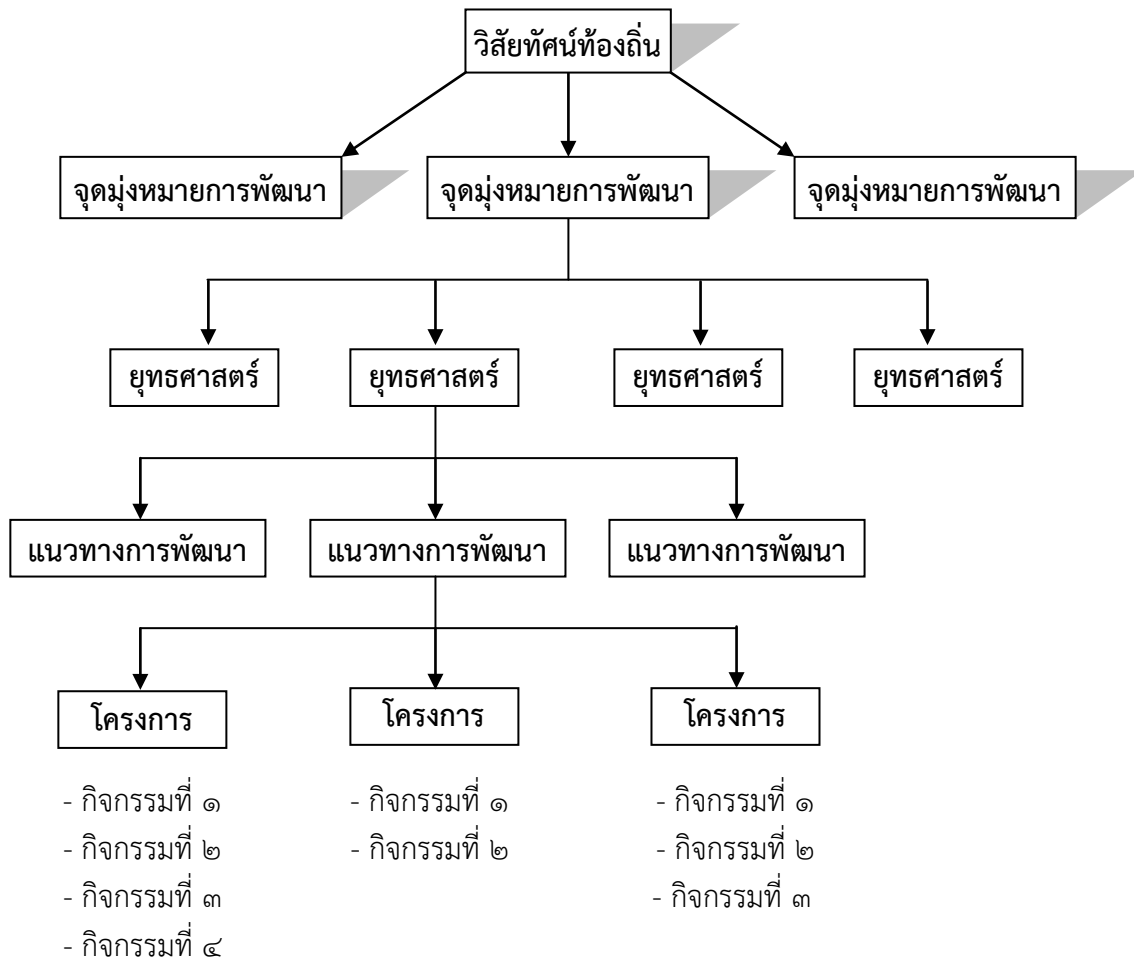 วิสัยทัศน์ท้องถิ่น
จุดมุ่งหมายการพัฒนา จุดมุ่งหมายการพัฒนา จุดมุ่งหมายการพัฒนา
ยุทธศาสตร์ ยุทธศาสตร์ ยุทธศาสตร์ ยุทธศาสตร์
แนวทางการพัฒนา แนวทางการพัฒนา แนวทางการพัฒนา
โครงการ โครงการ โครงการ
- กิจกรรมที่ ๑ - กิจกรรมที่ ๑ - กิจกรรมที่ ๑
- กิจกรรมที่ ๒ - กิจกรรมที่ ๒ - กิจกรรมที่ ๒
- กิจกรรมที่ ๓ - กิจกรรมที่ ๓
- กิจกรรมที่ ๔